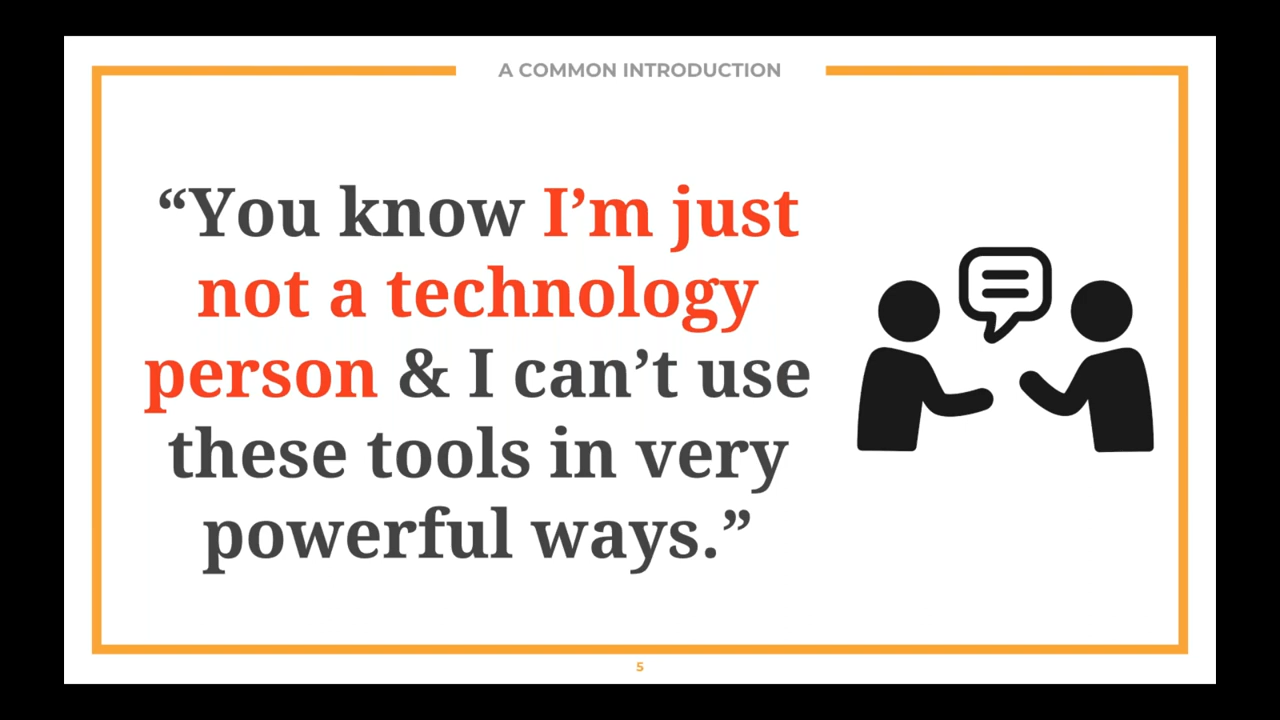 A COMMON INTRODUCTION
“You know I’m just
not a technology
person & I can’t use
these tools in very
powerful ways.”
5